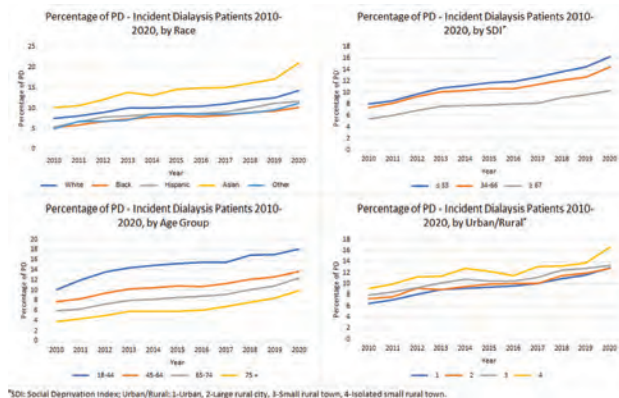 Percentage of PD - Incident Dialaysis Patients 2010-
2020, by Race
Percentage of PD
25
20
15
10
5
0
2010 2011 2012 2013 2014 2015 2016 2017 2018 2019 2020
Year
White Black Hispanic Asian Other
Percentage of PD - Incident Dialaysis Patients 2010-
2020, by SDI*
Percentage of PD
18
16
14
12
10
8
6
4
2
0
2010 2011 2012 2013 2014 2015 2016 2017 2018 2019 2020
Year
≤ 33 34-66 ≥ 67
Percentage of PD - Incident Dialaysis Patients 2010-
2020, by Age Group
Percentage of PD
20
18
16
14
12
10
8
6
4
2
0
2010 2011 2012 2013 2014 2015 2016 2017 2018 2019 2020
Year
18-44 45-64 65-74 75 +
Percentage of PD - Incident Dialaysis Patients 2010-
2020, by Urban/Rural*
Percentage of PD
18
16
14
12
10
8
6
4
2
0
2010 2011 2012 2013 2014 2015 2016 2017 2018 2019 2020
Year
1 2 3 4
*SDI: Social Deprivation Index; Urban/Rural: 1-Urban, 2-Large rural city, 3-Small rural town, 4-Isolated small rural town.